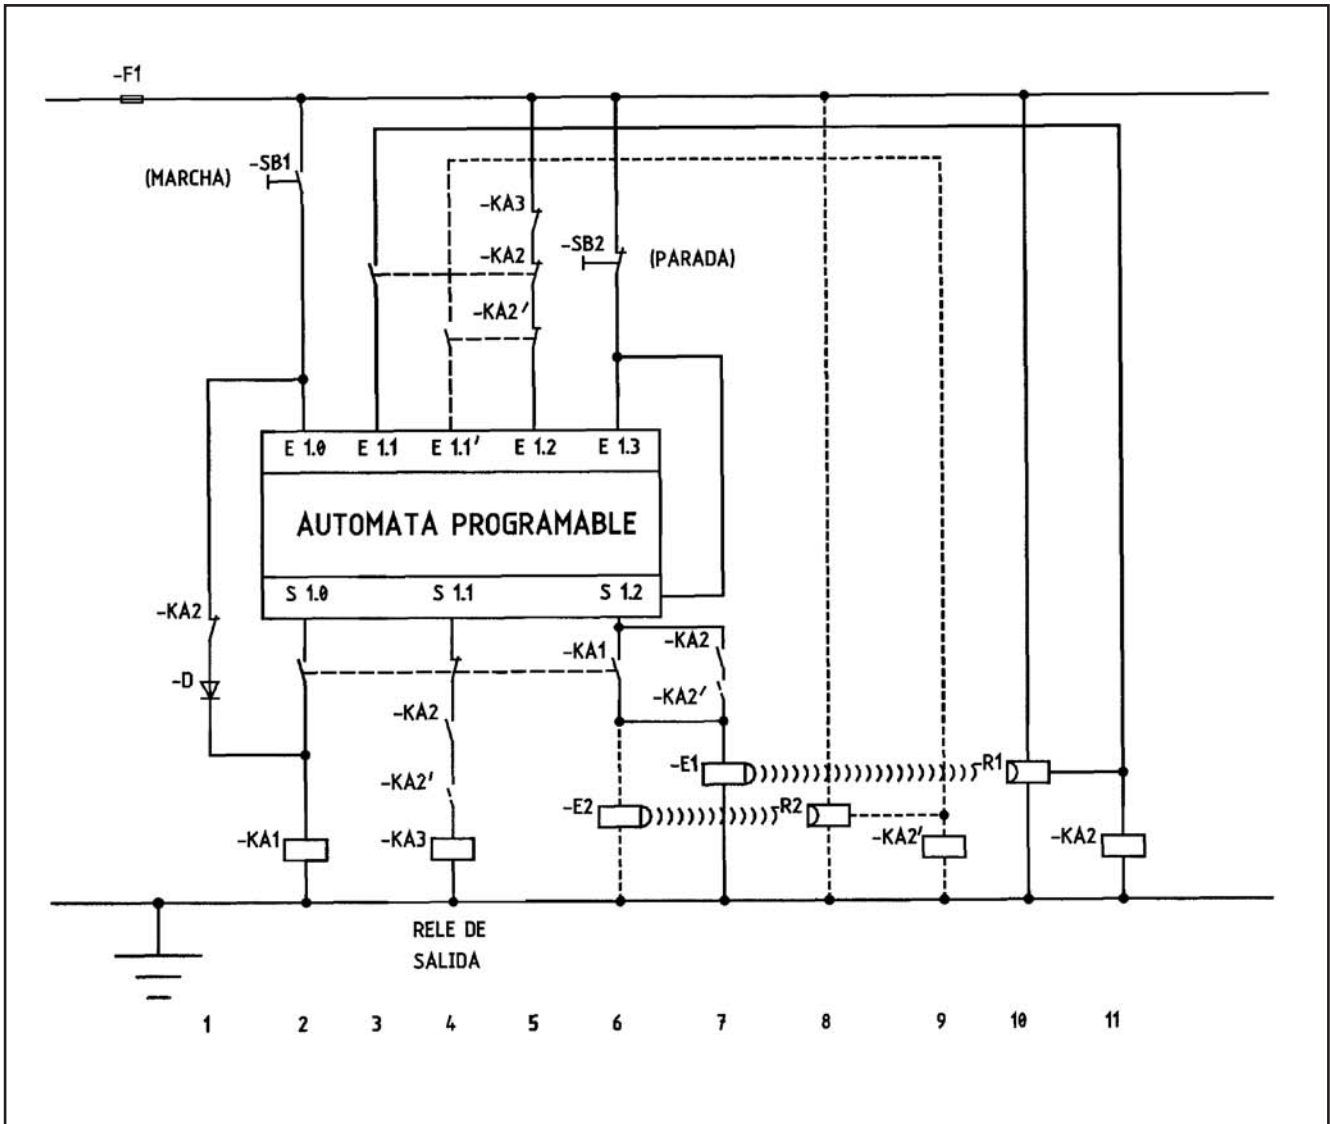 -F1
-SB1
(MARCHA)
-KA3
-KA2
-SB2
(PARADA)
-KA2'
E 1.0 E 1.1 E 1.1' E 1.2 E 1.3
AUTOMATA PROGRAMABLE
S 1.0 S 1.1 S 1.2
-KA2
-D
-KA1
-KA2
-KA2'
-KA2
-KA2'
-E1
-R1
-E2
-R2
-KA1
-KA3
-KA2'
-KA2
RELE DE
SALIDA
1 2 3 4 5 6 7 8 9 10 11